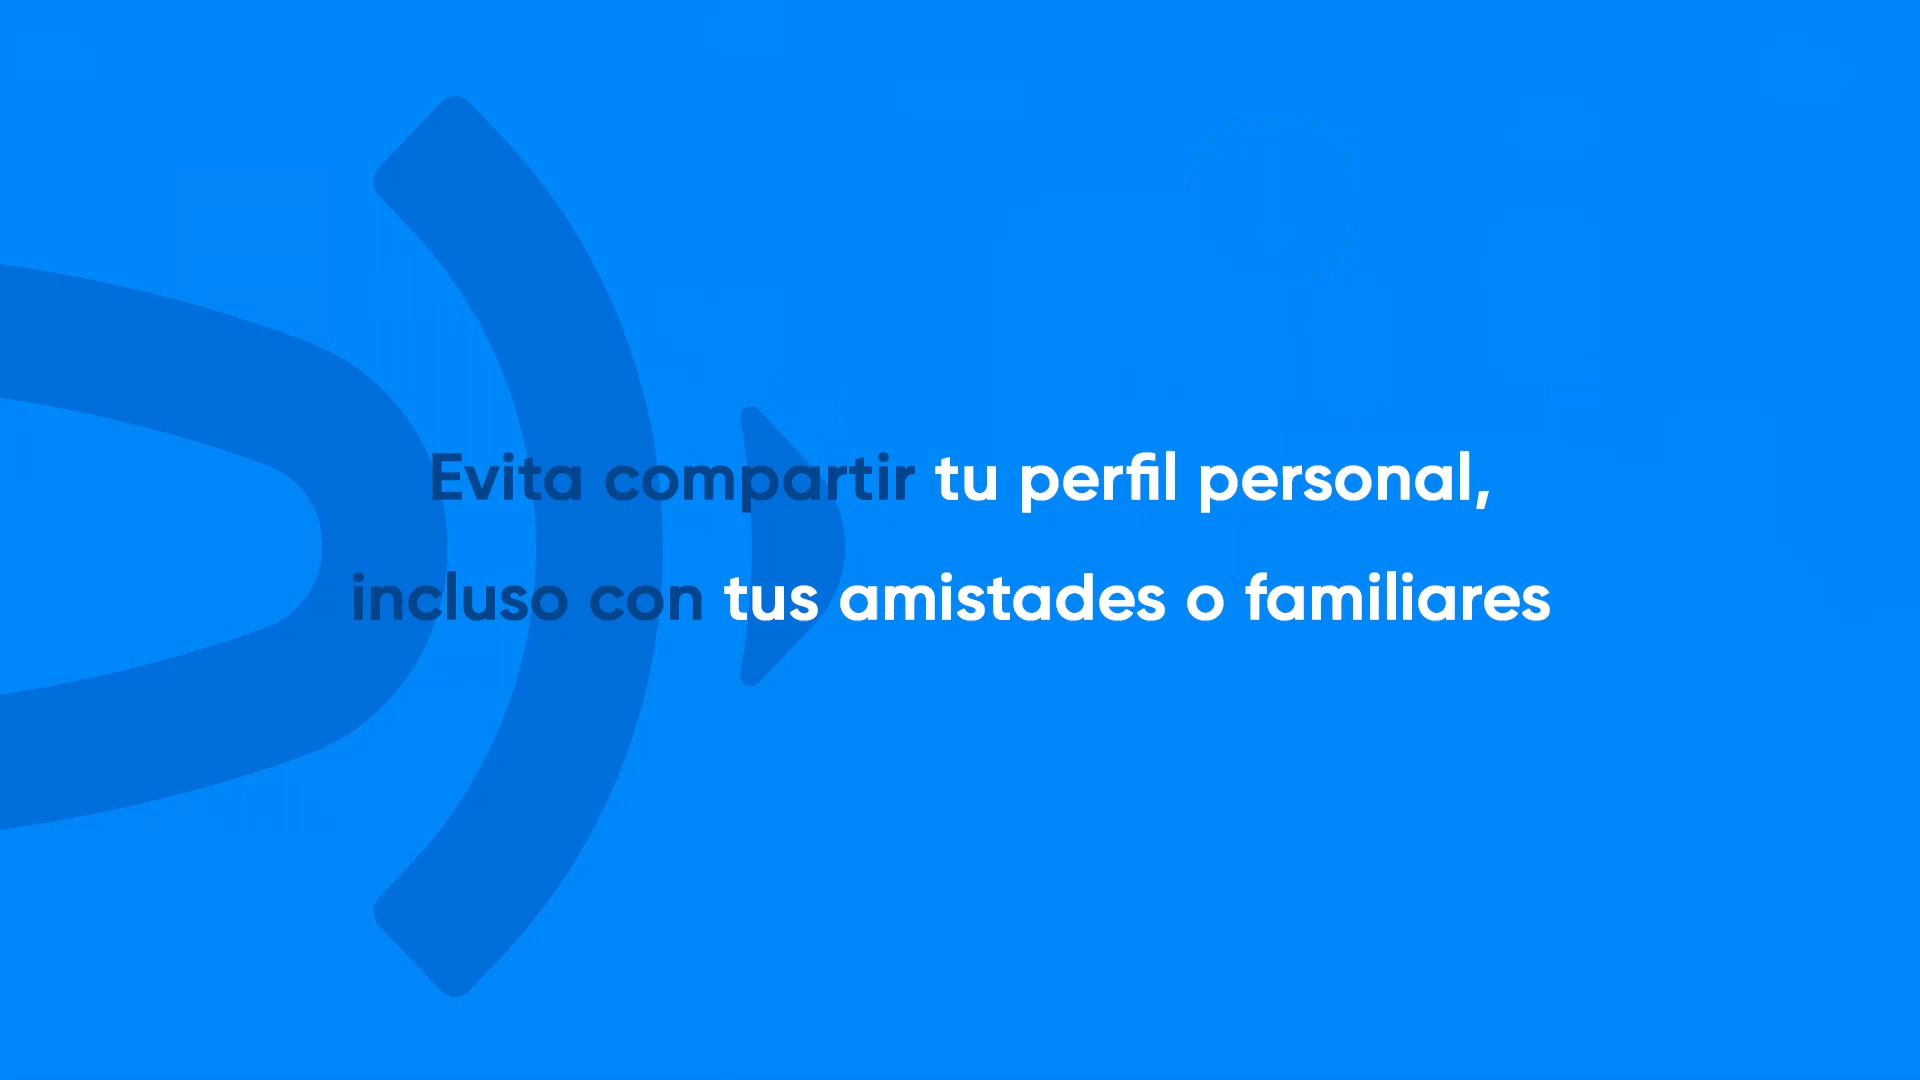 Evita compartir tu perfil personal,
incluso con tus amistades o familiares